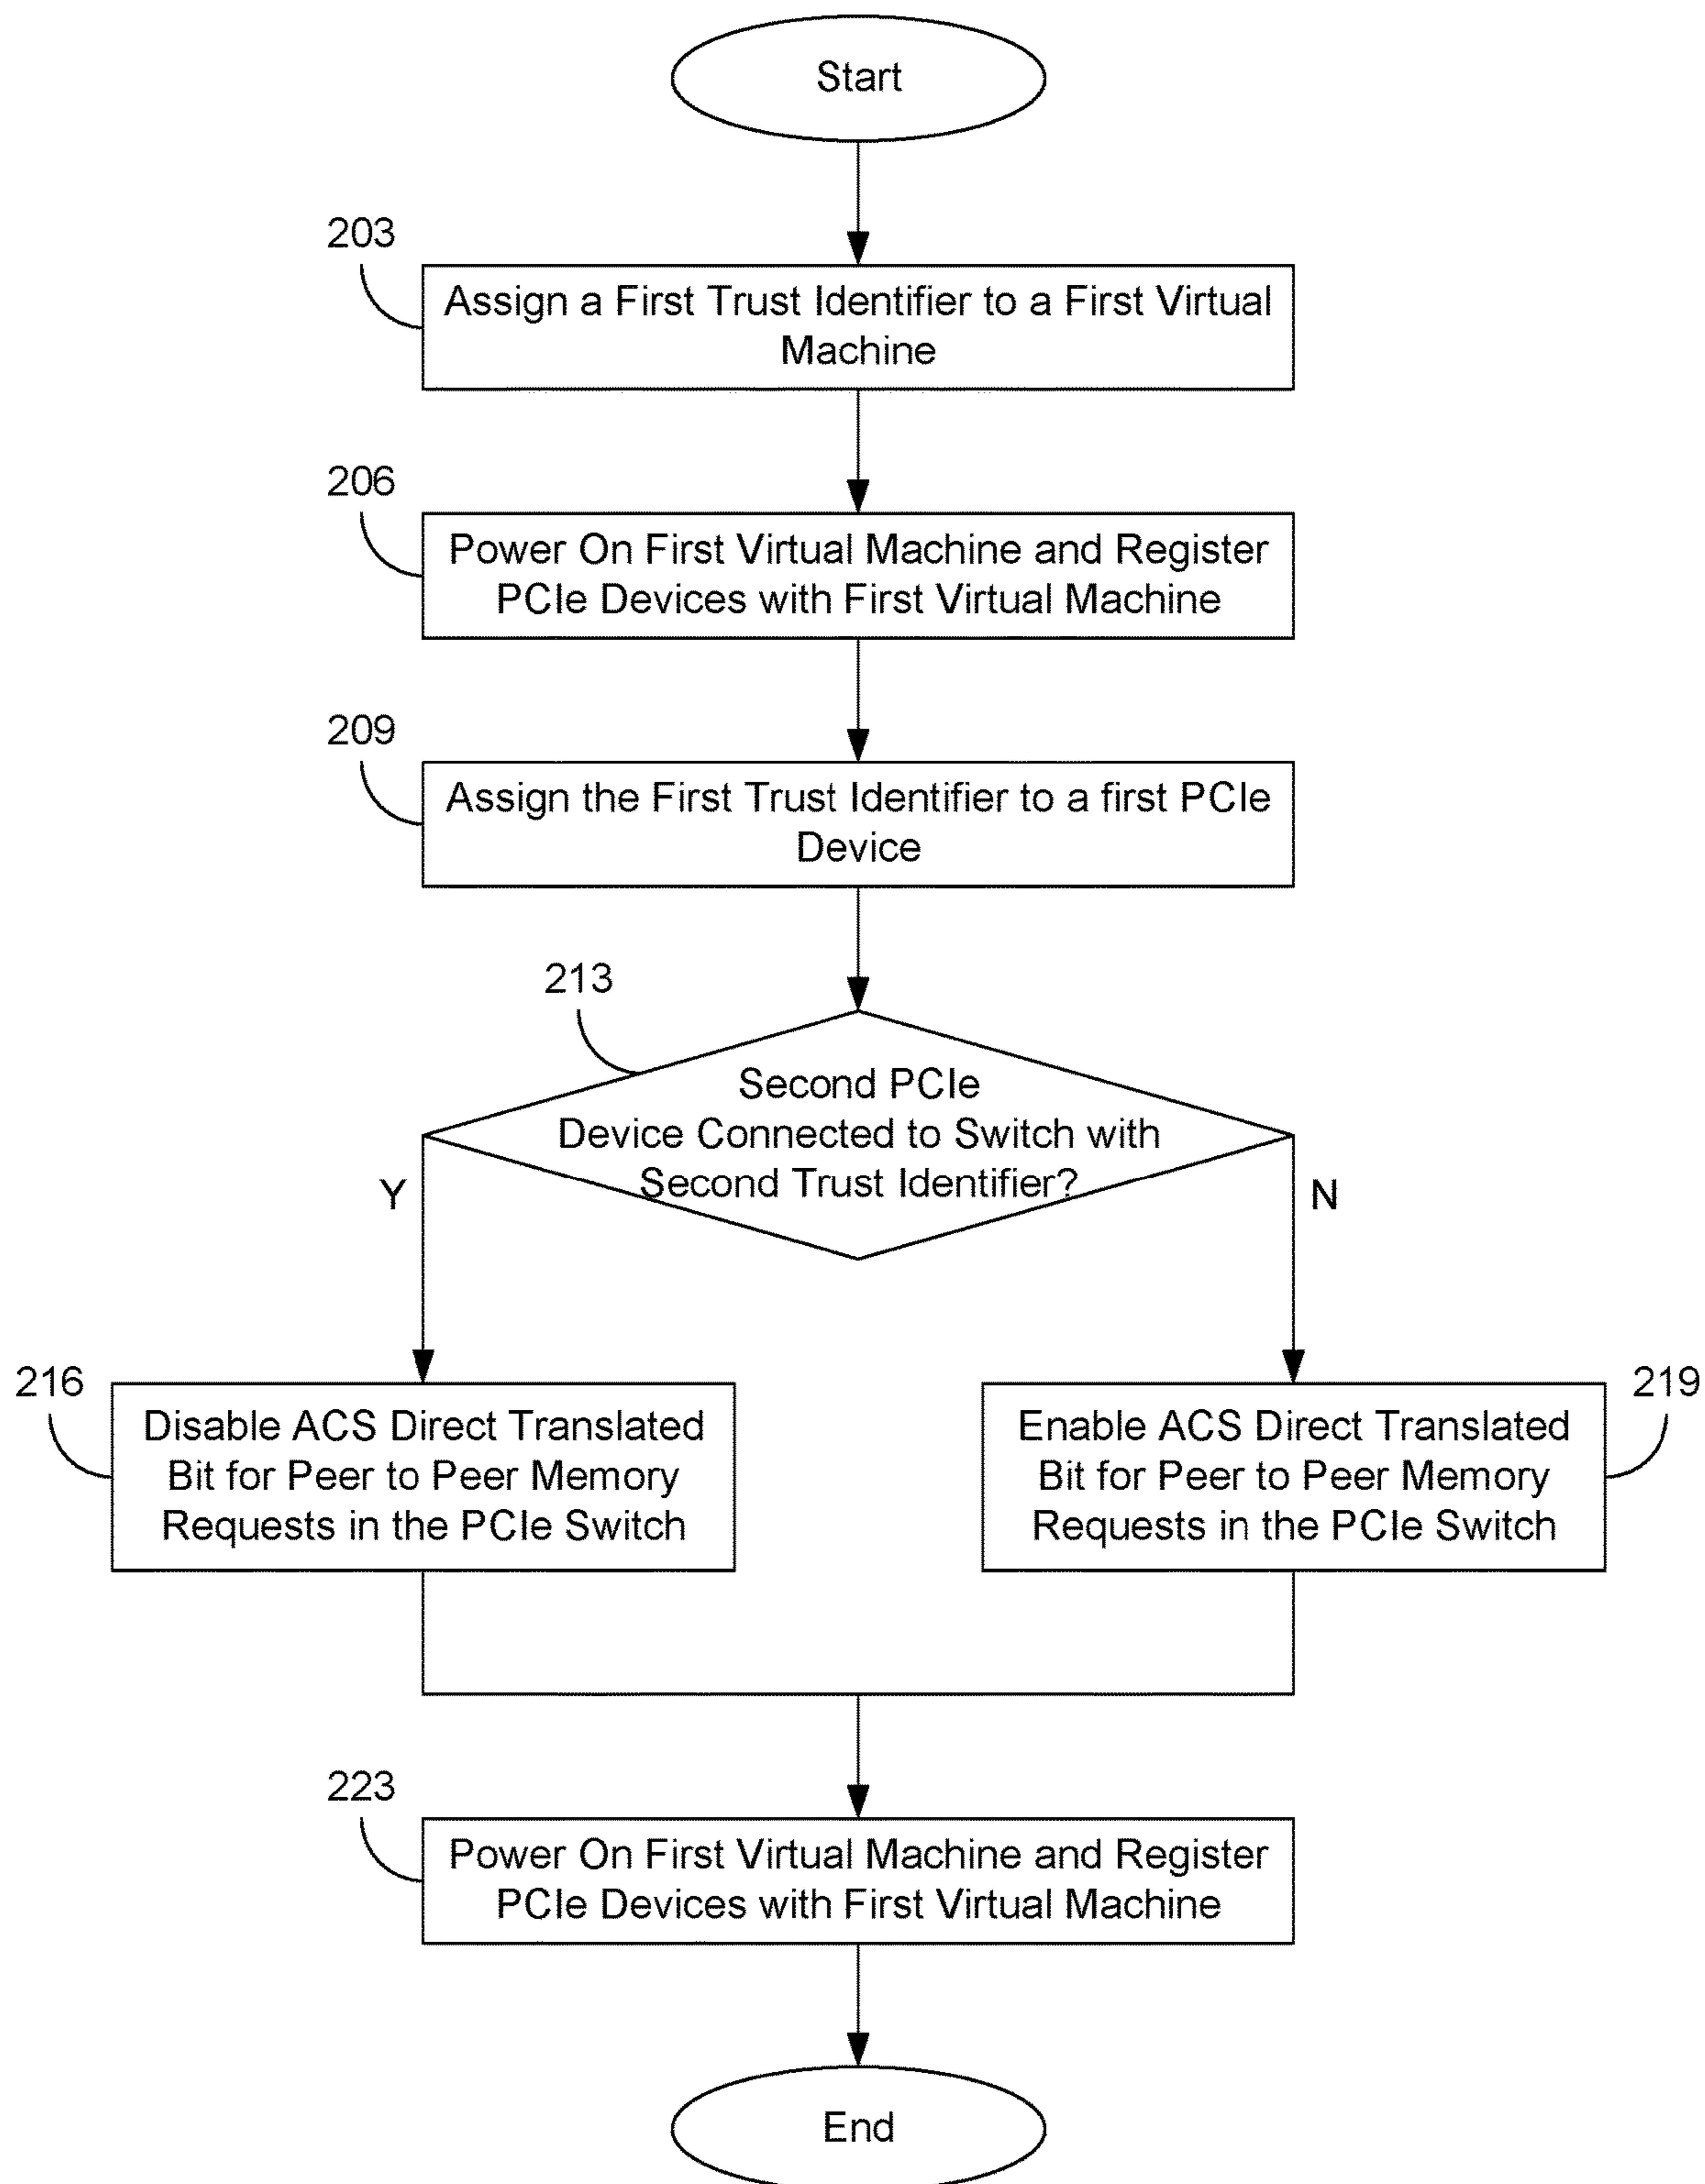 Start
203
Assign a First Trust Identifier to a First Virtual
Machine
206
Power On First Virtual Machine and Register
PCIe Devices with First Virtual Machine
209
Assign the First Trust Identifier to a first PCIe
Device
213
Second PCIe
Device Connected to Switch with
Second Trust Identifier?
Y
N
216
Disable ACS Direct Translated
Bit for Peer to Peer Memory
Requests in the PCIe Switch
219
Enable ACS Direct Translated
Bit for Peer to Peer Memory
Requests in the PCIe Switch
223
Power On First Virtual Machine and Register
PCIe Devices with First Virtual Machine
End